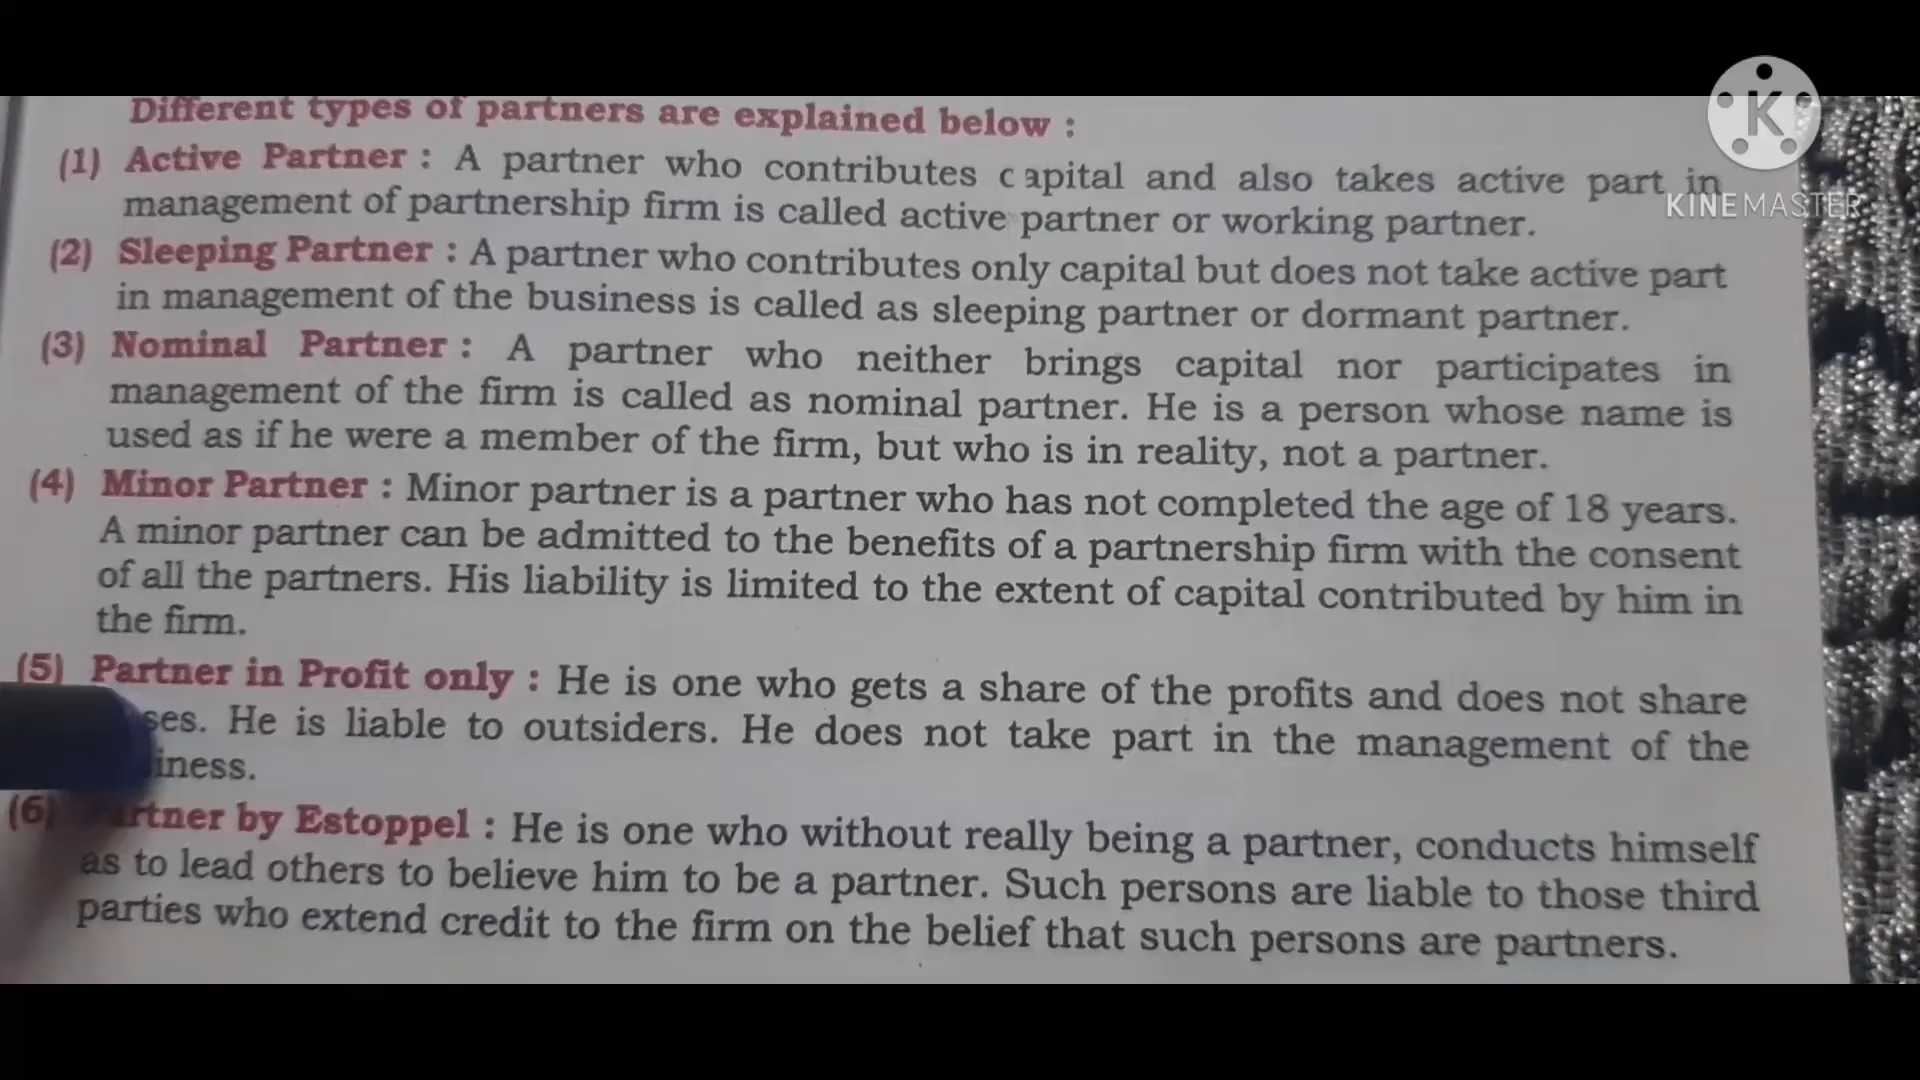 Different types of partners are explained below :
(1) Active Partner : A partner who contributes capital and also takes active part in
management of partnership firm is called active partner or working partner.
(2) Sleeping Partner : A partner who contributes only capital but does not take active part
in management of the business is called as sleeping partner or dormant partner.
(3) Nominal Partner : A partner who neither brings capital nor participates in
management of the firm is called as nominal partner. He is a person whose name is
used as if he were a member of the firm, but who is in reality, not a partner.
(4) Minor Partner : Minor partner is a partner who has not completed the age of 18 years.
A minor partner can be admitted to the benefits of a partnership firm with the consent
of all the partners. His liability is limited to the extent of capital contributed by him in
the firm.
(5) Partner in Profit only : He is one who gets a share of the profits and does not share
ses. He is liable to outsiders. He does not take part in the management of the
iness.
(6) artner by Estoppel : He is one who without really being a partner, conducts himself
as to lead others to believe him to be a partner. Such persons are liable to those third
parties who extend credit to the firm on the belief that such persons are partners.
K
KINEMASTER